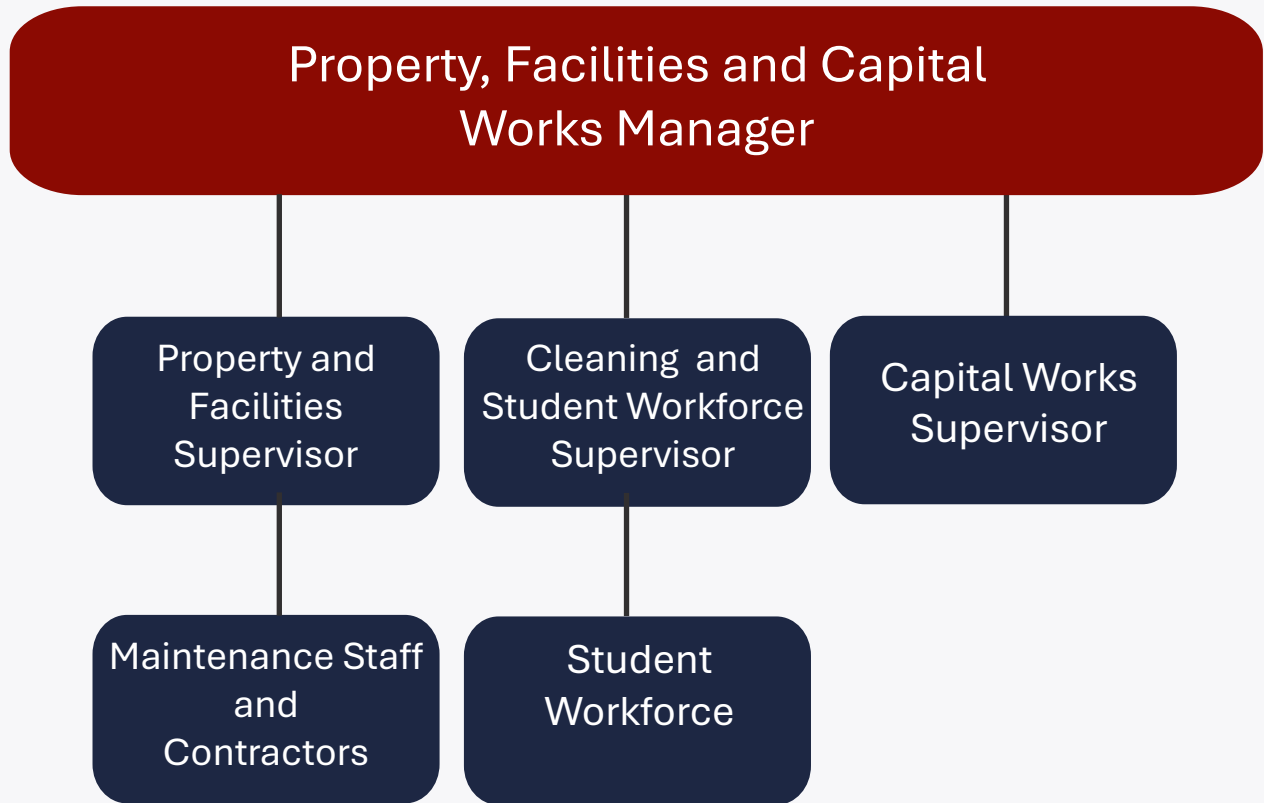 Property, Facilities and Capital
Works Manager
Property and
Facilities
Supervisor
Cleaning and
Student Workforce
Supervisor
Capital Works
Supervisor
Maintenance Staff
and
Contractors
Student
Workforce